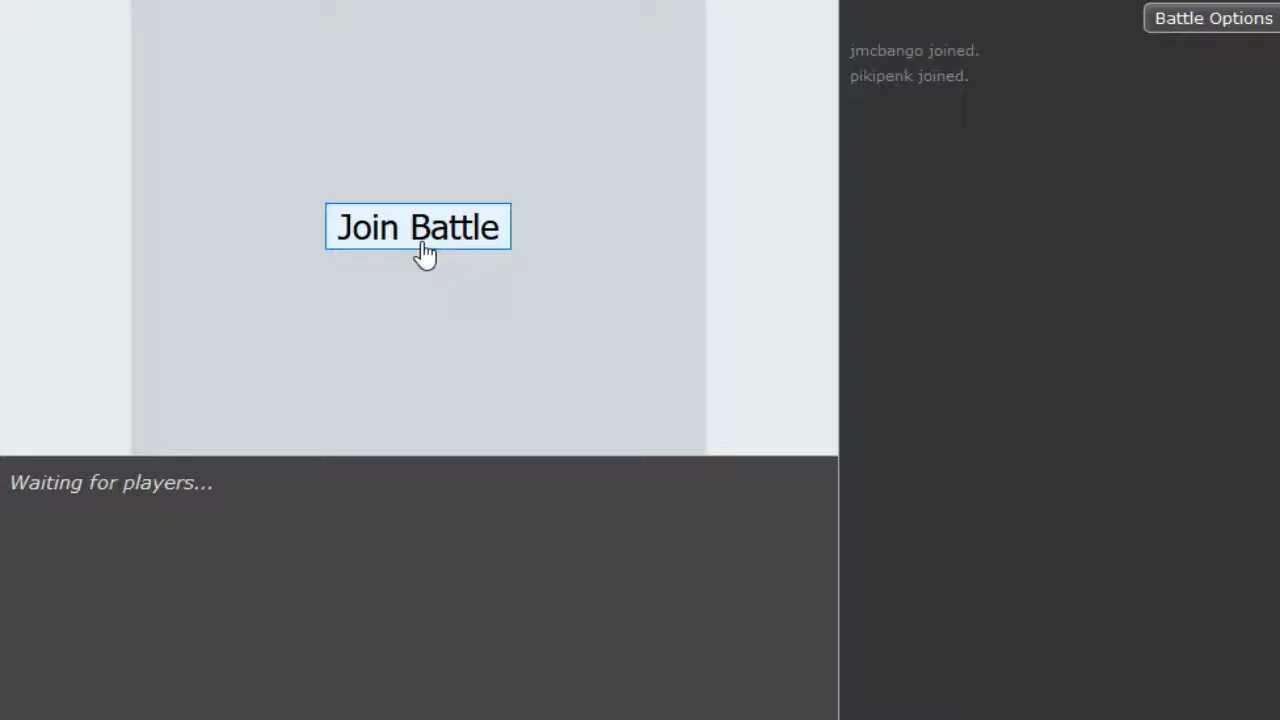 Battle Options
jmcbango joined.
pikipenk joined.
Join Battle
Waiting for players...